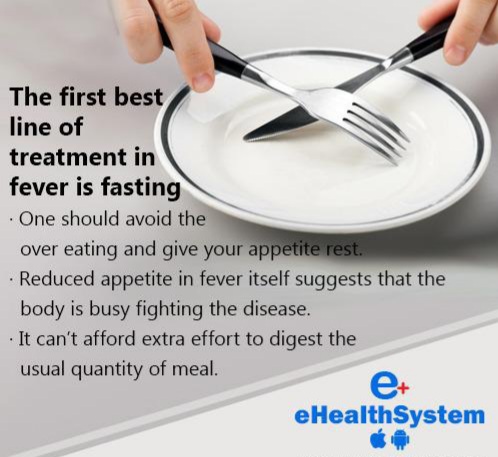 The first best
line of
treatment in
fever is fasting
· One should avoid the
over eating and give your appetite rest.
· Reduced appetite in fever itself suggests that the
body is busy fighting the disease.
· It can't afford extra effort to digest the
usual quantity of meal.
e+
eHealthSystem